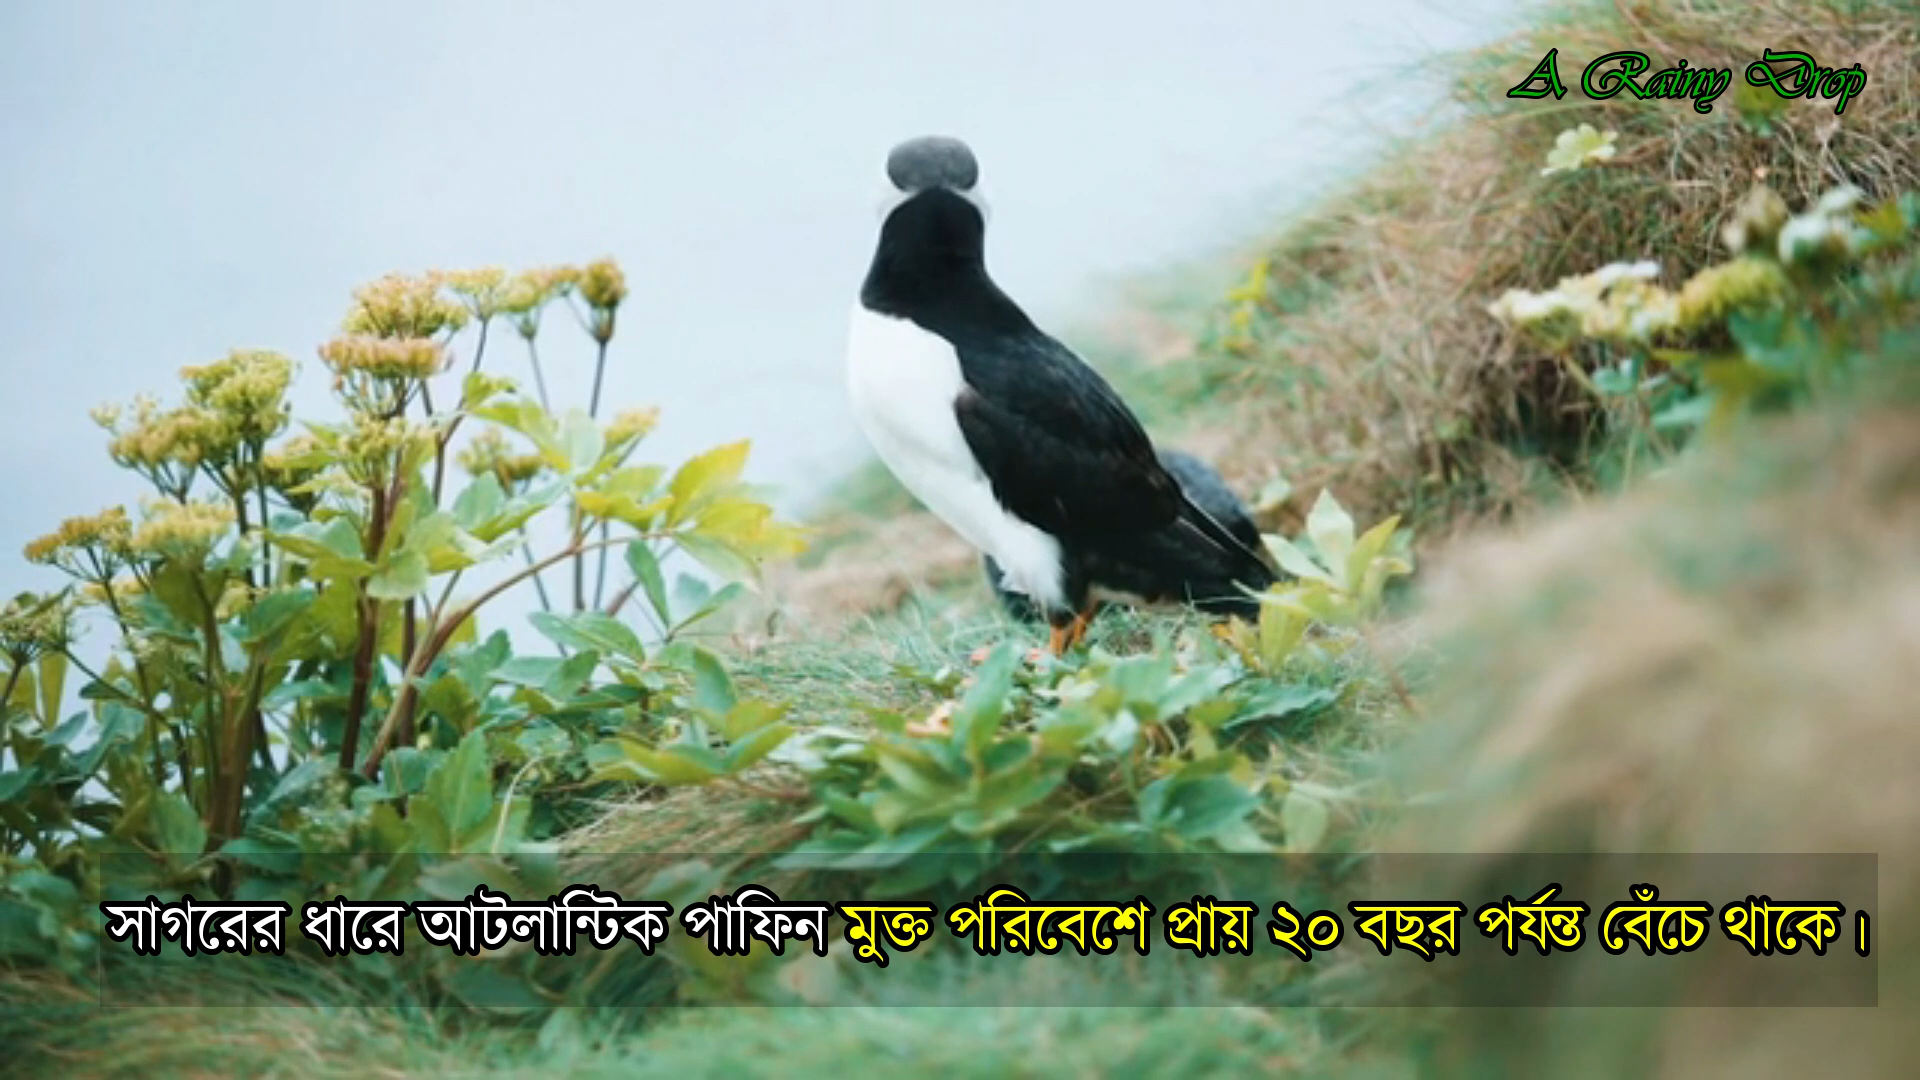 A Rainy Drop
সাগরের ধারে আটলান্টিক পাফিন মুক্ত পরিবেশে প্রায় ২০ বছর পর্যন্ত বেঁচে থাকে।